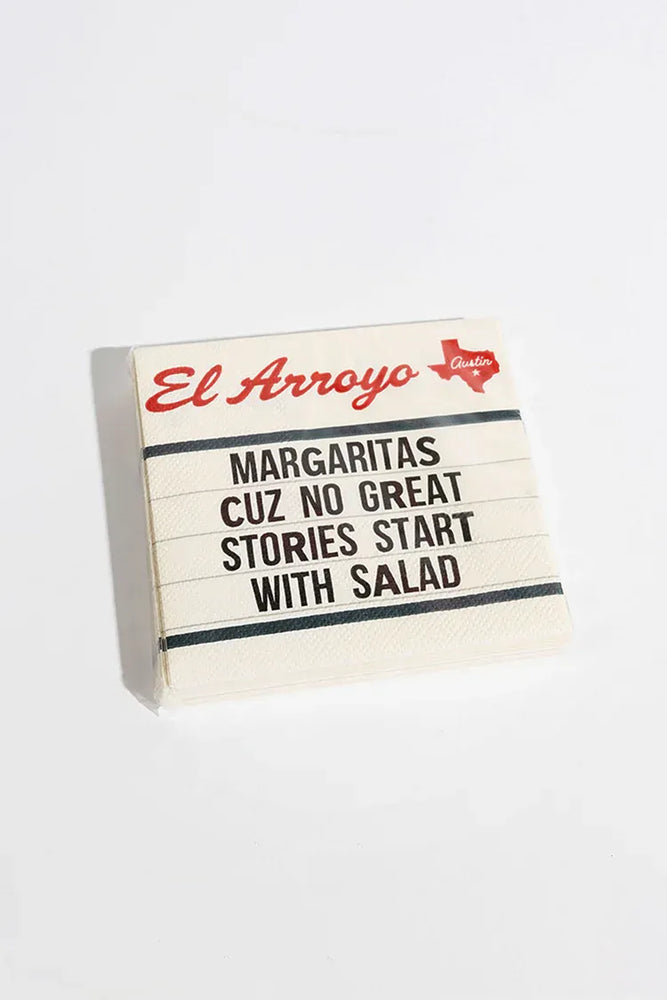 El Arroyo
Austin
MARGARITAS
CUZ NO GREAT
STORIES START
WITH SALAD